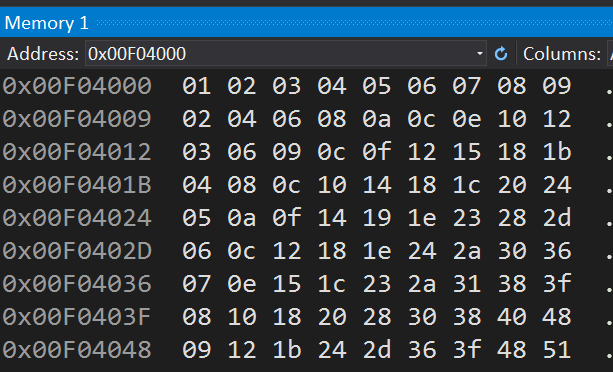 Memory 1
Address: 0x00F04000 Columns:
0x00F04000 01 02 03 04 05 06 07 08 09 .
0x00F04009 02 04 06 08 0a 0c 0e 10 12 .
0x00F04012 03 06 09 0c 0f 12 15 18 1b .
0x00F0401B 04 08 0c 10 14 18 1c 20 24 .
0x00F04024 05 0a 0f 14 19 1e 23 28 2d .
0x00F0402D 06 0c 12 18 1e 24 2a 30 36 .
0x00F04036 07 0e 15 1c 23 2a 31 38 3f .
0x00F0403F 08 10 18 20 28 30 38 40 48 .
0x00F04048 09 12 1b 24 2d 36 3f 48 51 .